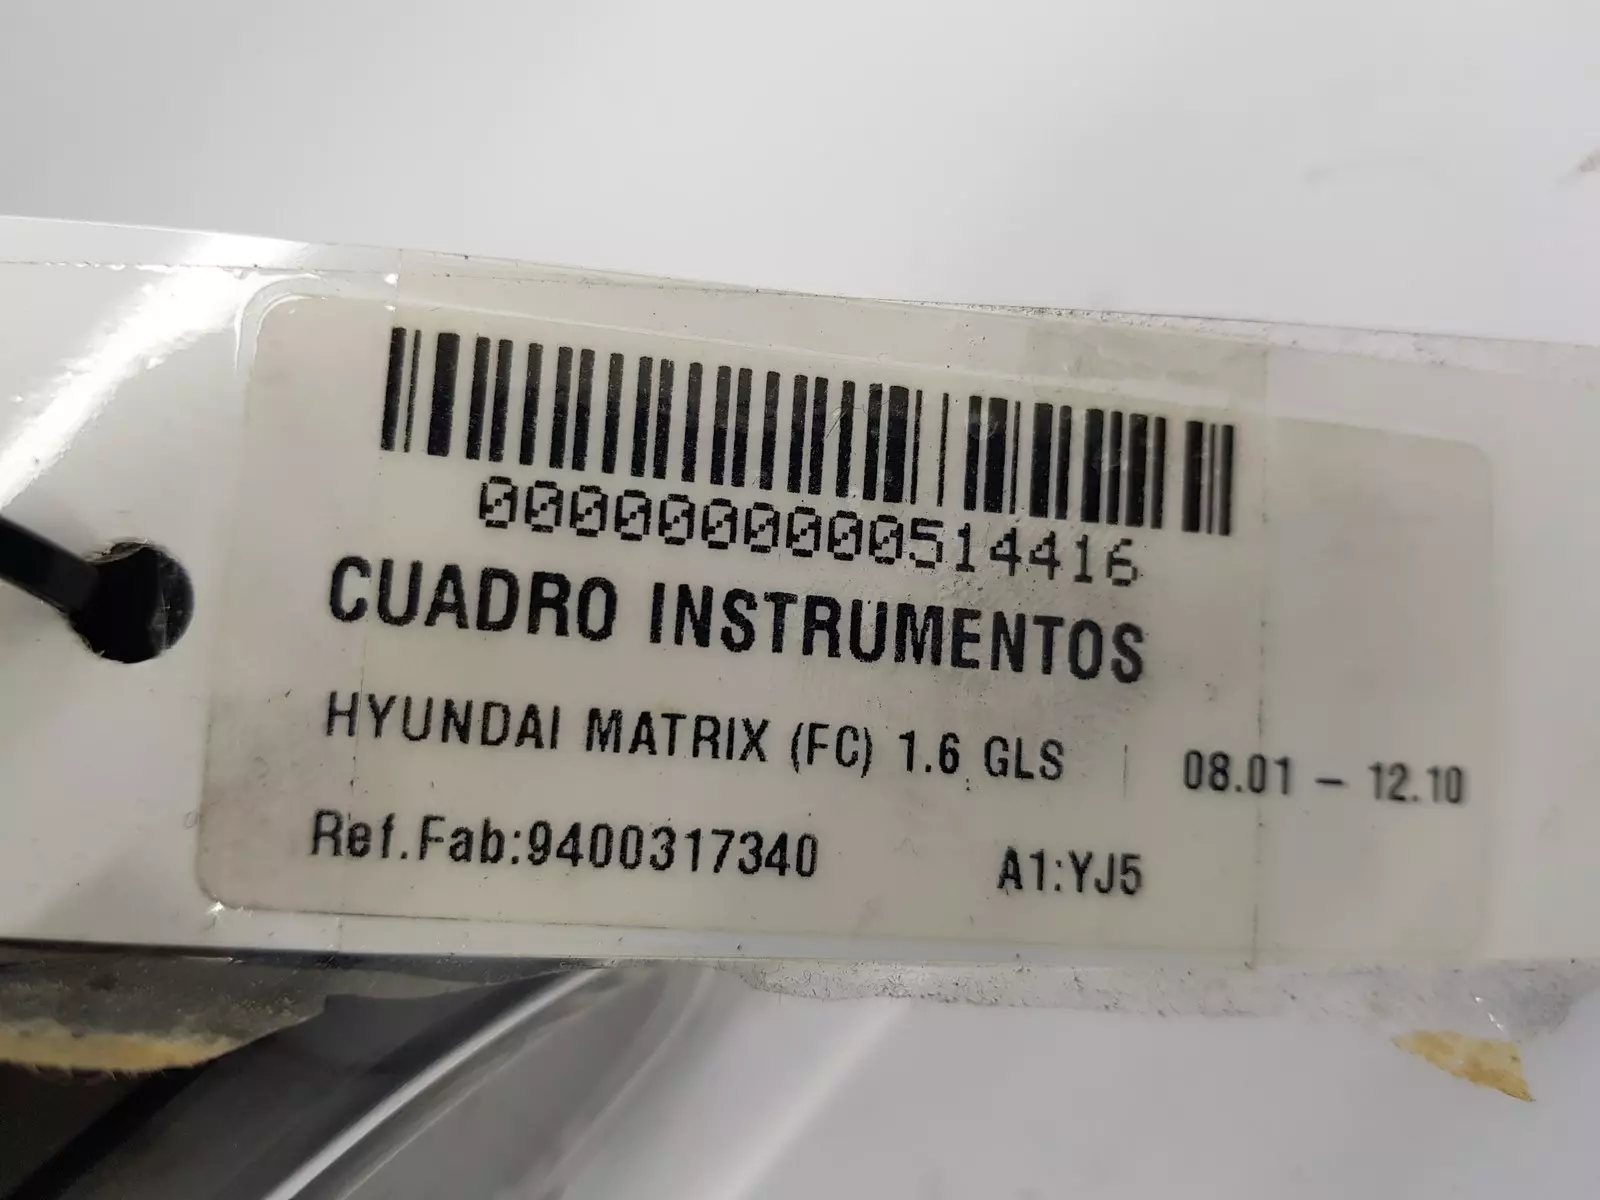 000000000514416
CUADRO INSTRUMENTOS
HYUNDAI MATRIX (FC) 1.6 GLS | 08.01 - 12.10
Ref.Fab:9400317340 A1:YJ5